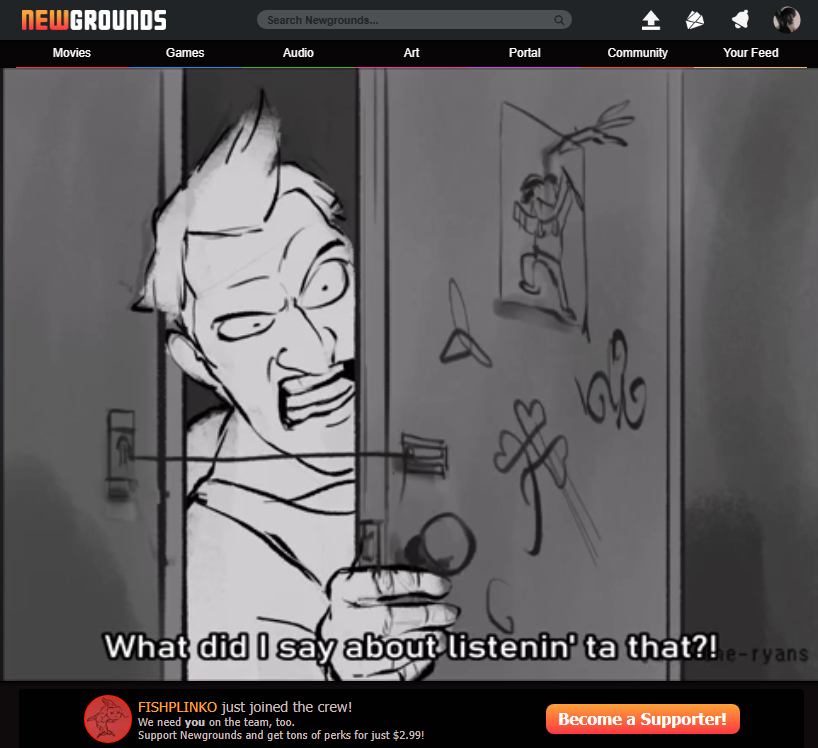 NEWGROUNDS
Search Newgrounds...
Movies Games Audio Art Portal Community Your Feed
What did I say about listenin' ta that?!
ne-ryans
FISHPLINKO just joined the crew!
We need you on the team, too.
Support Newgrounds and get tons of perks for just $2.99!
Become a Supporter!